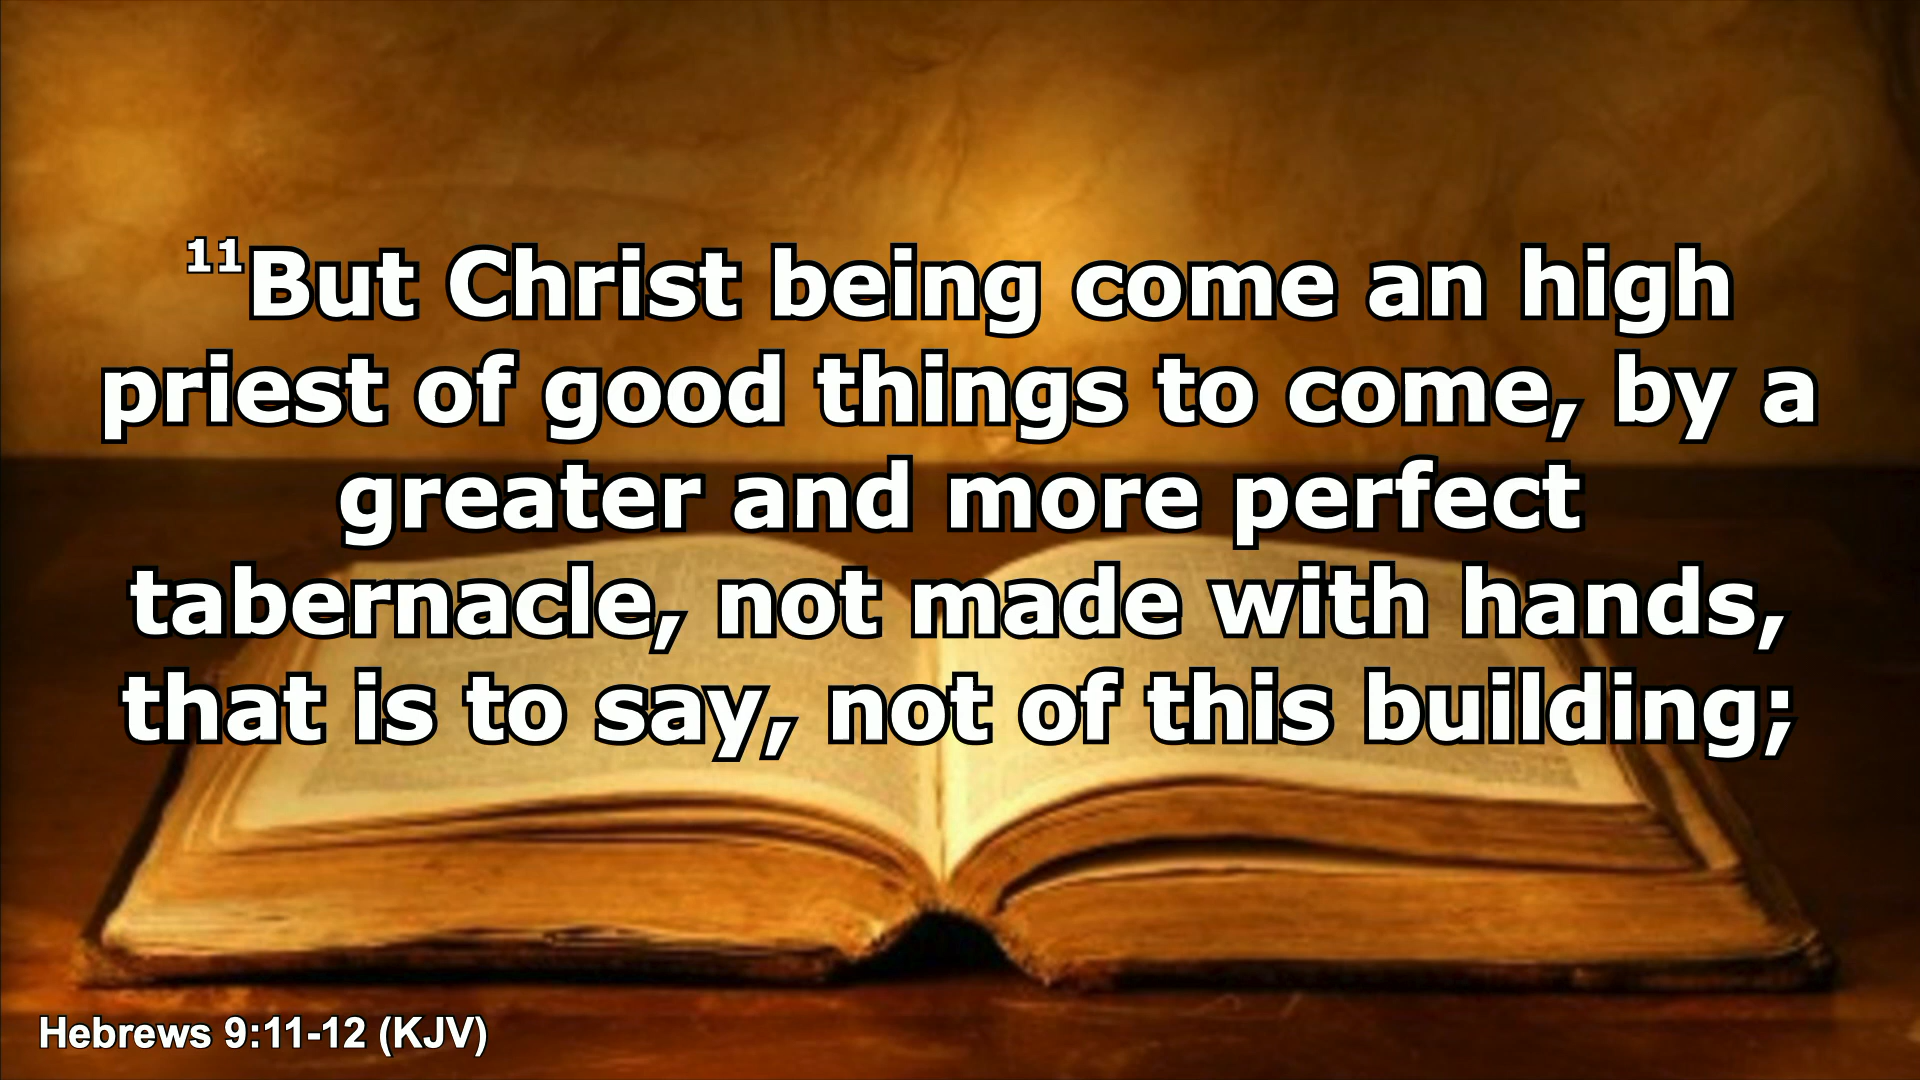 11But Christ being come an high
priest of good things to come, by a
greater and more perfect
tabernacle, not made with hands,
that is to say, not of this building;
Hebrews 9:11-12 (KJV)